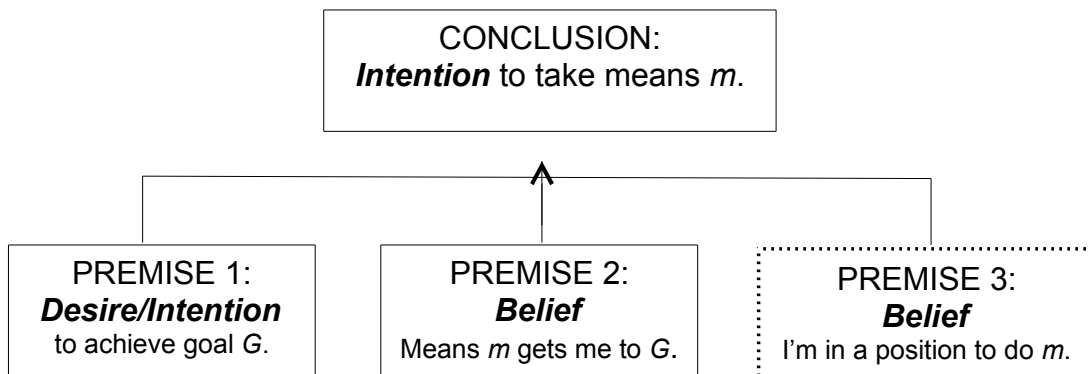 CONCLUSION:
Intention to take means m.
PREMISE 1:
Desire/Intention
to achieve goal G.
PREMISE 2:
Belief
Means m gets me to G.
PREMISE 3:
Belief
I'm in a position to do m.